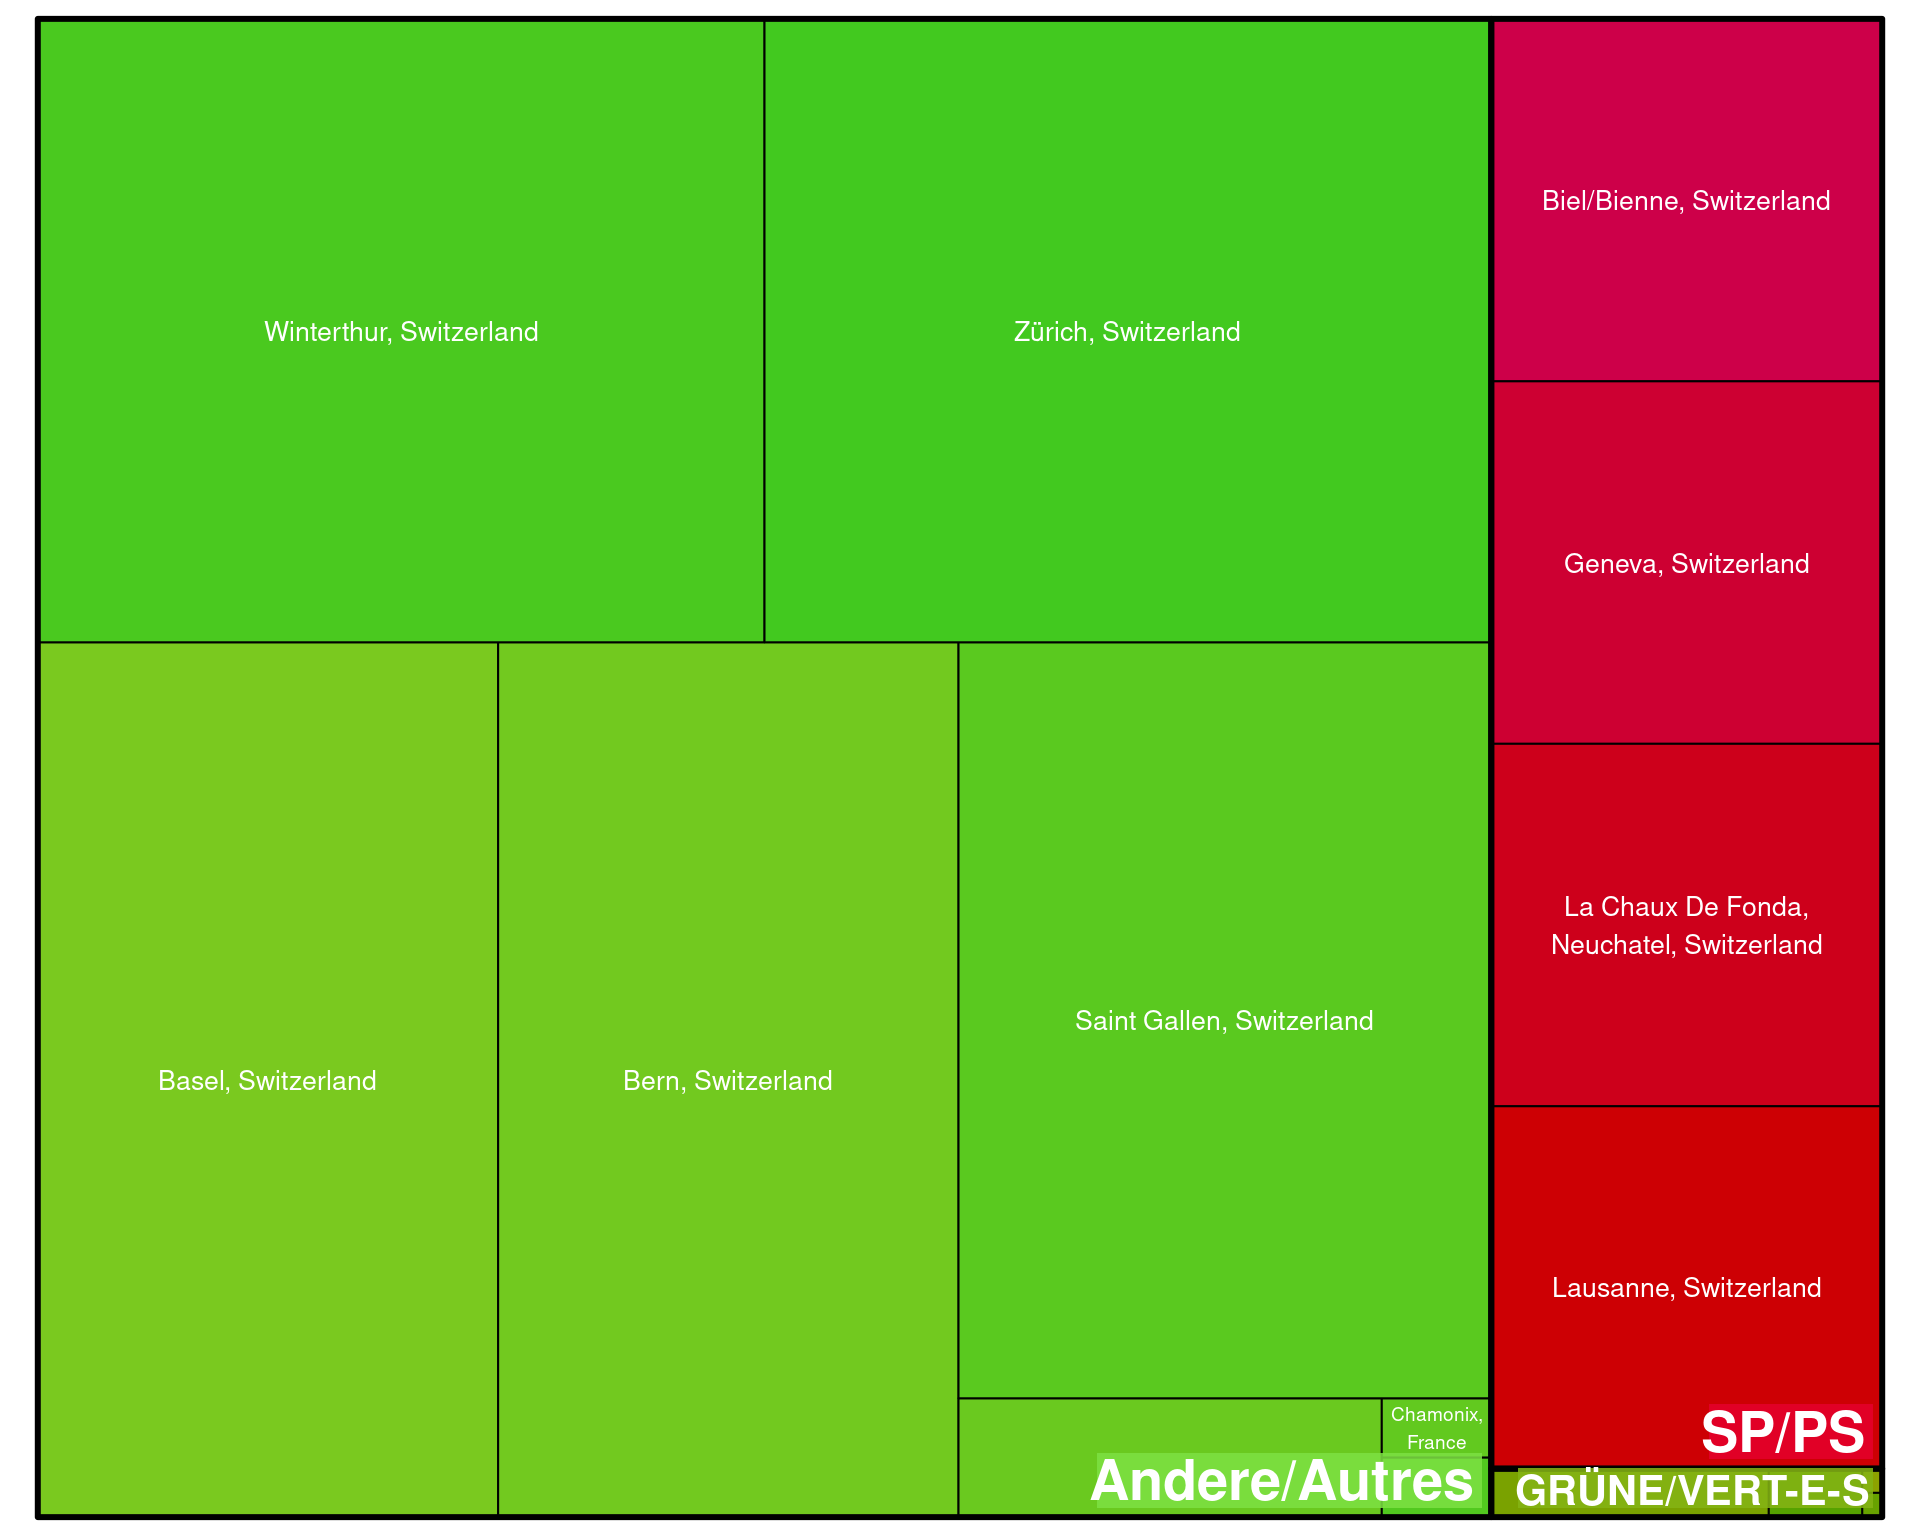 Winterthur, Switzerland
Zürich, Switzerland
Biel/Bienne, Switzerland
Geneva, Switzerland
La Chaux De Fonda,
Neuchatel, Switzerland
Basel, Switzerland
Bern, Switzerland
Saint Gallen, Switzerland
Lausanne, Switzerland
Chamonix,
France
SP/PS
Andere/Autres
GRÜNE/VERT-E-S